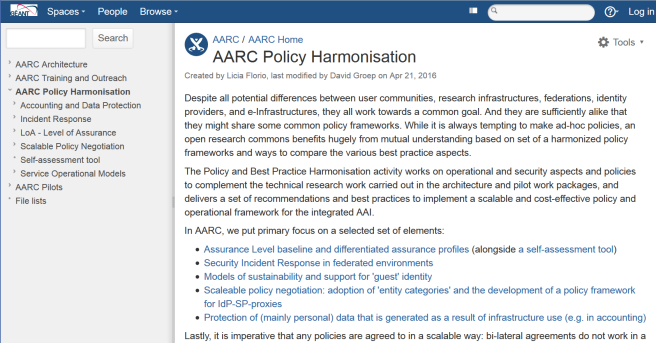 GÉANT Spaces People Browse Log in
Search
AARC Architecture
AARC Training and Outreach
AARC Policy Harmonisation
Accounting and Data Protection
Incident Response
LoA - Level of Assurance
Scalable Policy Negotiation
Self-assessment tool
Service Operational Models
AARC Pilots
File lists
AARC / AARC Home
Tools
AARC Policy Harmonisation
Created by Licia Florio, last modified by David Groep on Apr 21, 2016
Despite all potential differences between user communities, research infrastructures, federations, identity
providers, and e-Infrastructures, they all work towards a common goal. And they are sufficiently alike that
they might share some common policy frameworks. While it is always tempting to make ad-hoc policies, an
open research commons benefits hugely from mutual understanding based on set of a harmonized policy
frameworks and ways to compare the various best practice aspects.
The Policy and Best Practice Harmonisation activity works on operational and security aspects and policies
to complement the technical research work carried out in the architecture and pilot work packages, and
delivers a set of recommendations and best practices to implement a scalable and cost-effective policy and
operational framework for the integrated AAI.
In AARC, we put primary focus on a selected set of elements:
• Assurance Level baseline and differentiated assurance profiles (alongside a self-assessment tool)
• Security Incident Response in federated environments
• Models of sustainability and support for 'guest' identity
• Scaleable policy negotiation: adoption of 'entity categories' and the development of a policy framework
for IdP-SP-proxies
• Protection of (mainly personal) data that is generated as a result of infrastructure use (e.g. in accounting)
Lastly, it is imperative that any policies are agreed to in a scalable way: bi-lateral agreements do not work in a